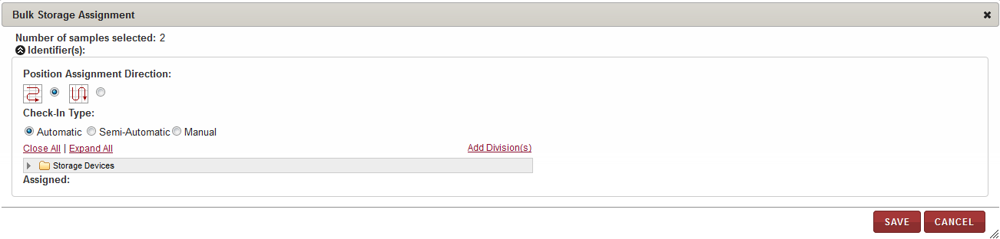 Bulk Storage Assignment
Number of samples selected: 2
Identifier(s):
Position Assignment Direction:
Check-In Type:
Automatic Semi-Automatic Manual
Close All | Expand All Add Division(s)
Storage Devices
Assigned:
SAVE CANCEL